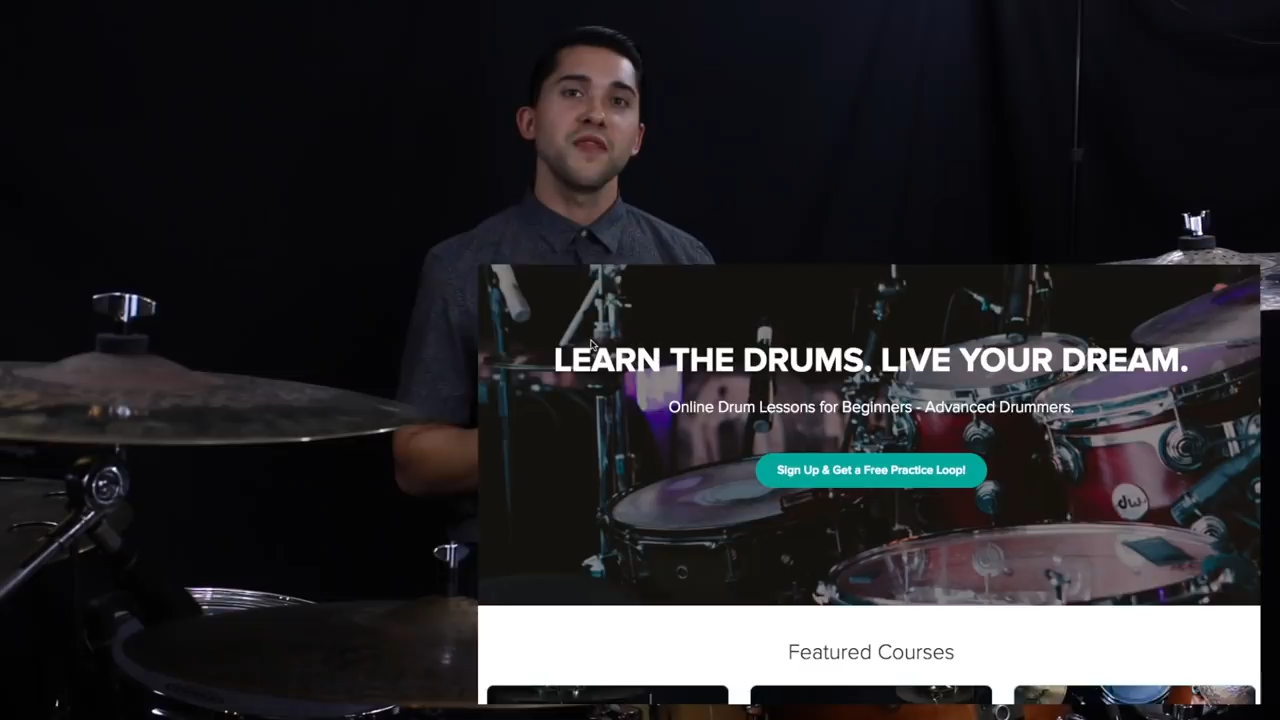 LEARN THE DRUMS. LIVE YOUR DREAM.
Online Drum Lessons for Beginners - Advanced Drummers.
Sign Up & Get a Free Practice Loop!
dw
Featured Courses